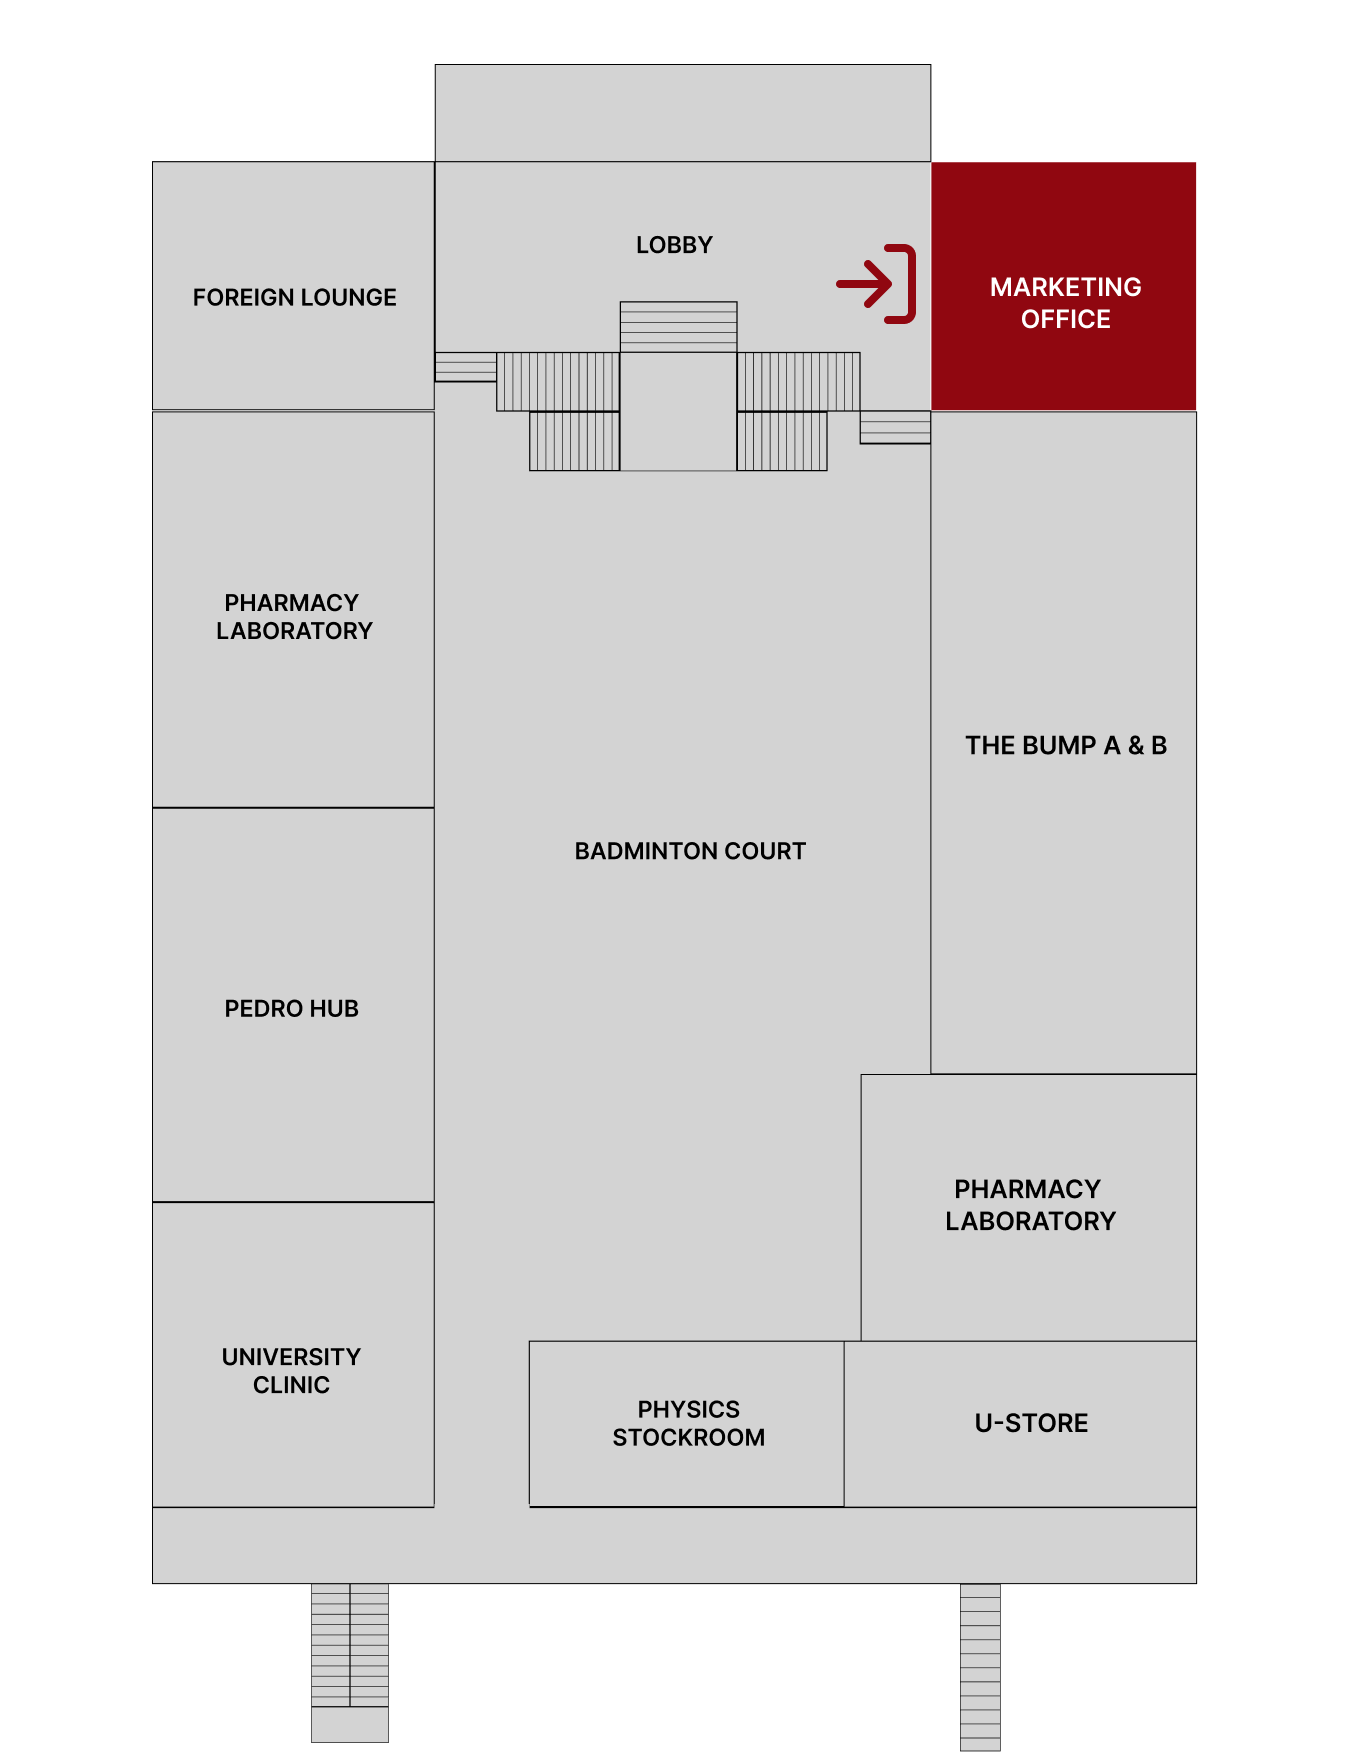 LOBBY
FOREIGN LOUNGE
MARKETING
OFFICE
PHARMACY
LABORATORY
THE BUMP A & B
BADMINTON COURT
PEDRO HUB
PHARMACY
LABORATORY
UNIVERSITY
CLINIC
PHYSICS
STOCKROOM
U-STORE